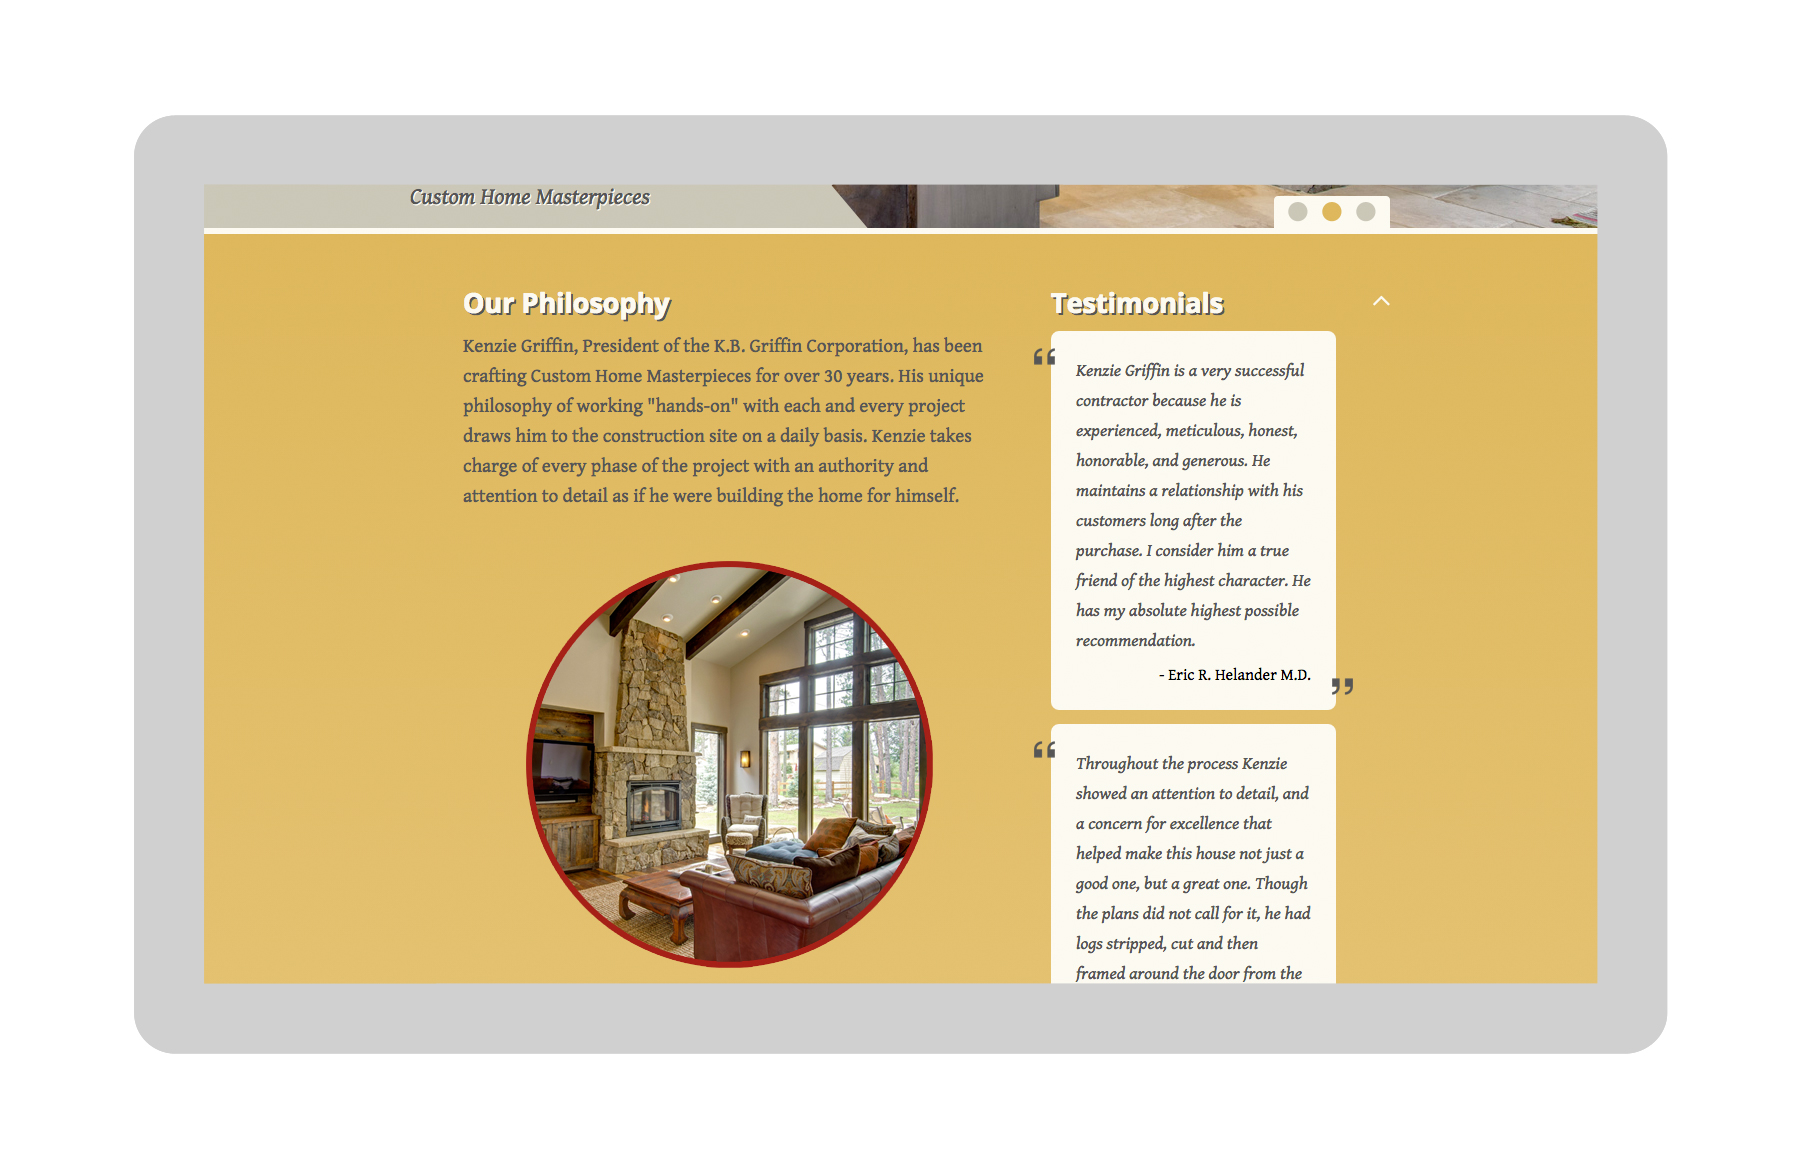 Custom Home Masterpieces
Our Philosophy
Kenzie Griffin, President of the K.B. Griffin Corporation, has been
crafting Custom Home Masterpieces for over 30 years. His unique
philosophy of working "hands-on" with each and every project
draws him to the construction site on a daily basis. Kenzie takes
charge of every phase of the project with an authority and
attention to detail as if he were building the home for himself.
Testimonials
“
Kenzie Griffin is a very successful
contractor because he is
experienced, meticulous, honest,
honorable, and generous. He
maintains a relationship with his
customers long after the
purchase. I consider him a true
friend of the highest character. He
has my absolute highest possible
recommendation.
- Eric R. Helander M.D.
”
“
Throughout the process Kenzie
showed an attention to detail, and
a concern for excellence that
helped make this house not just a
good one, but a great one. Though
the plans did not call for it, he had
logs stripped, cut and then
framed around the door from the